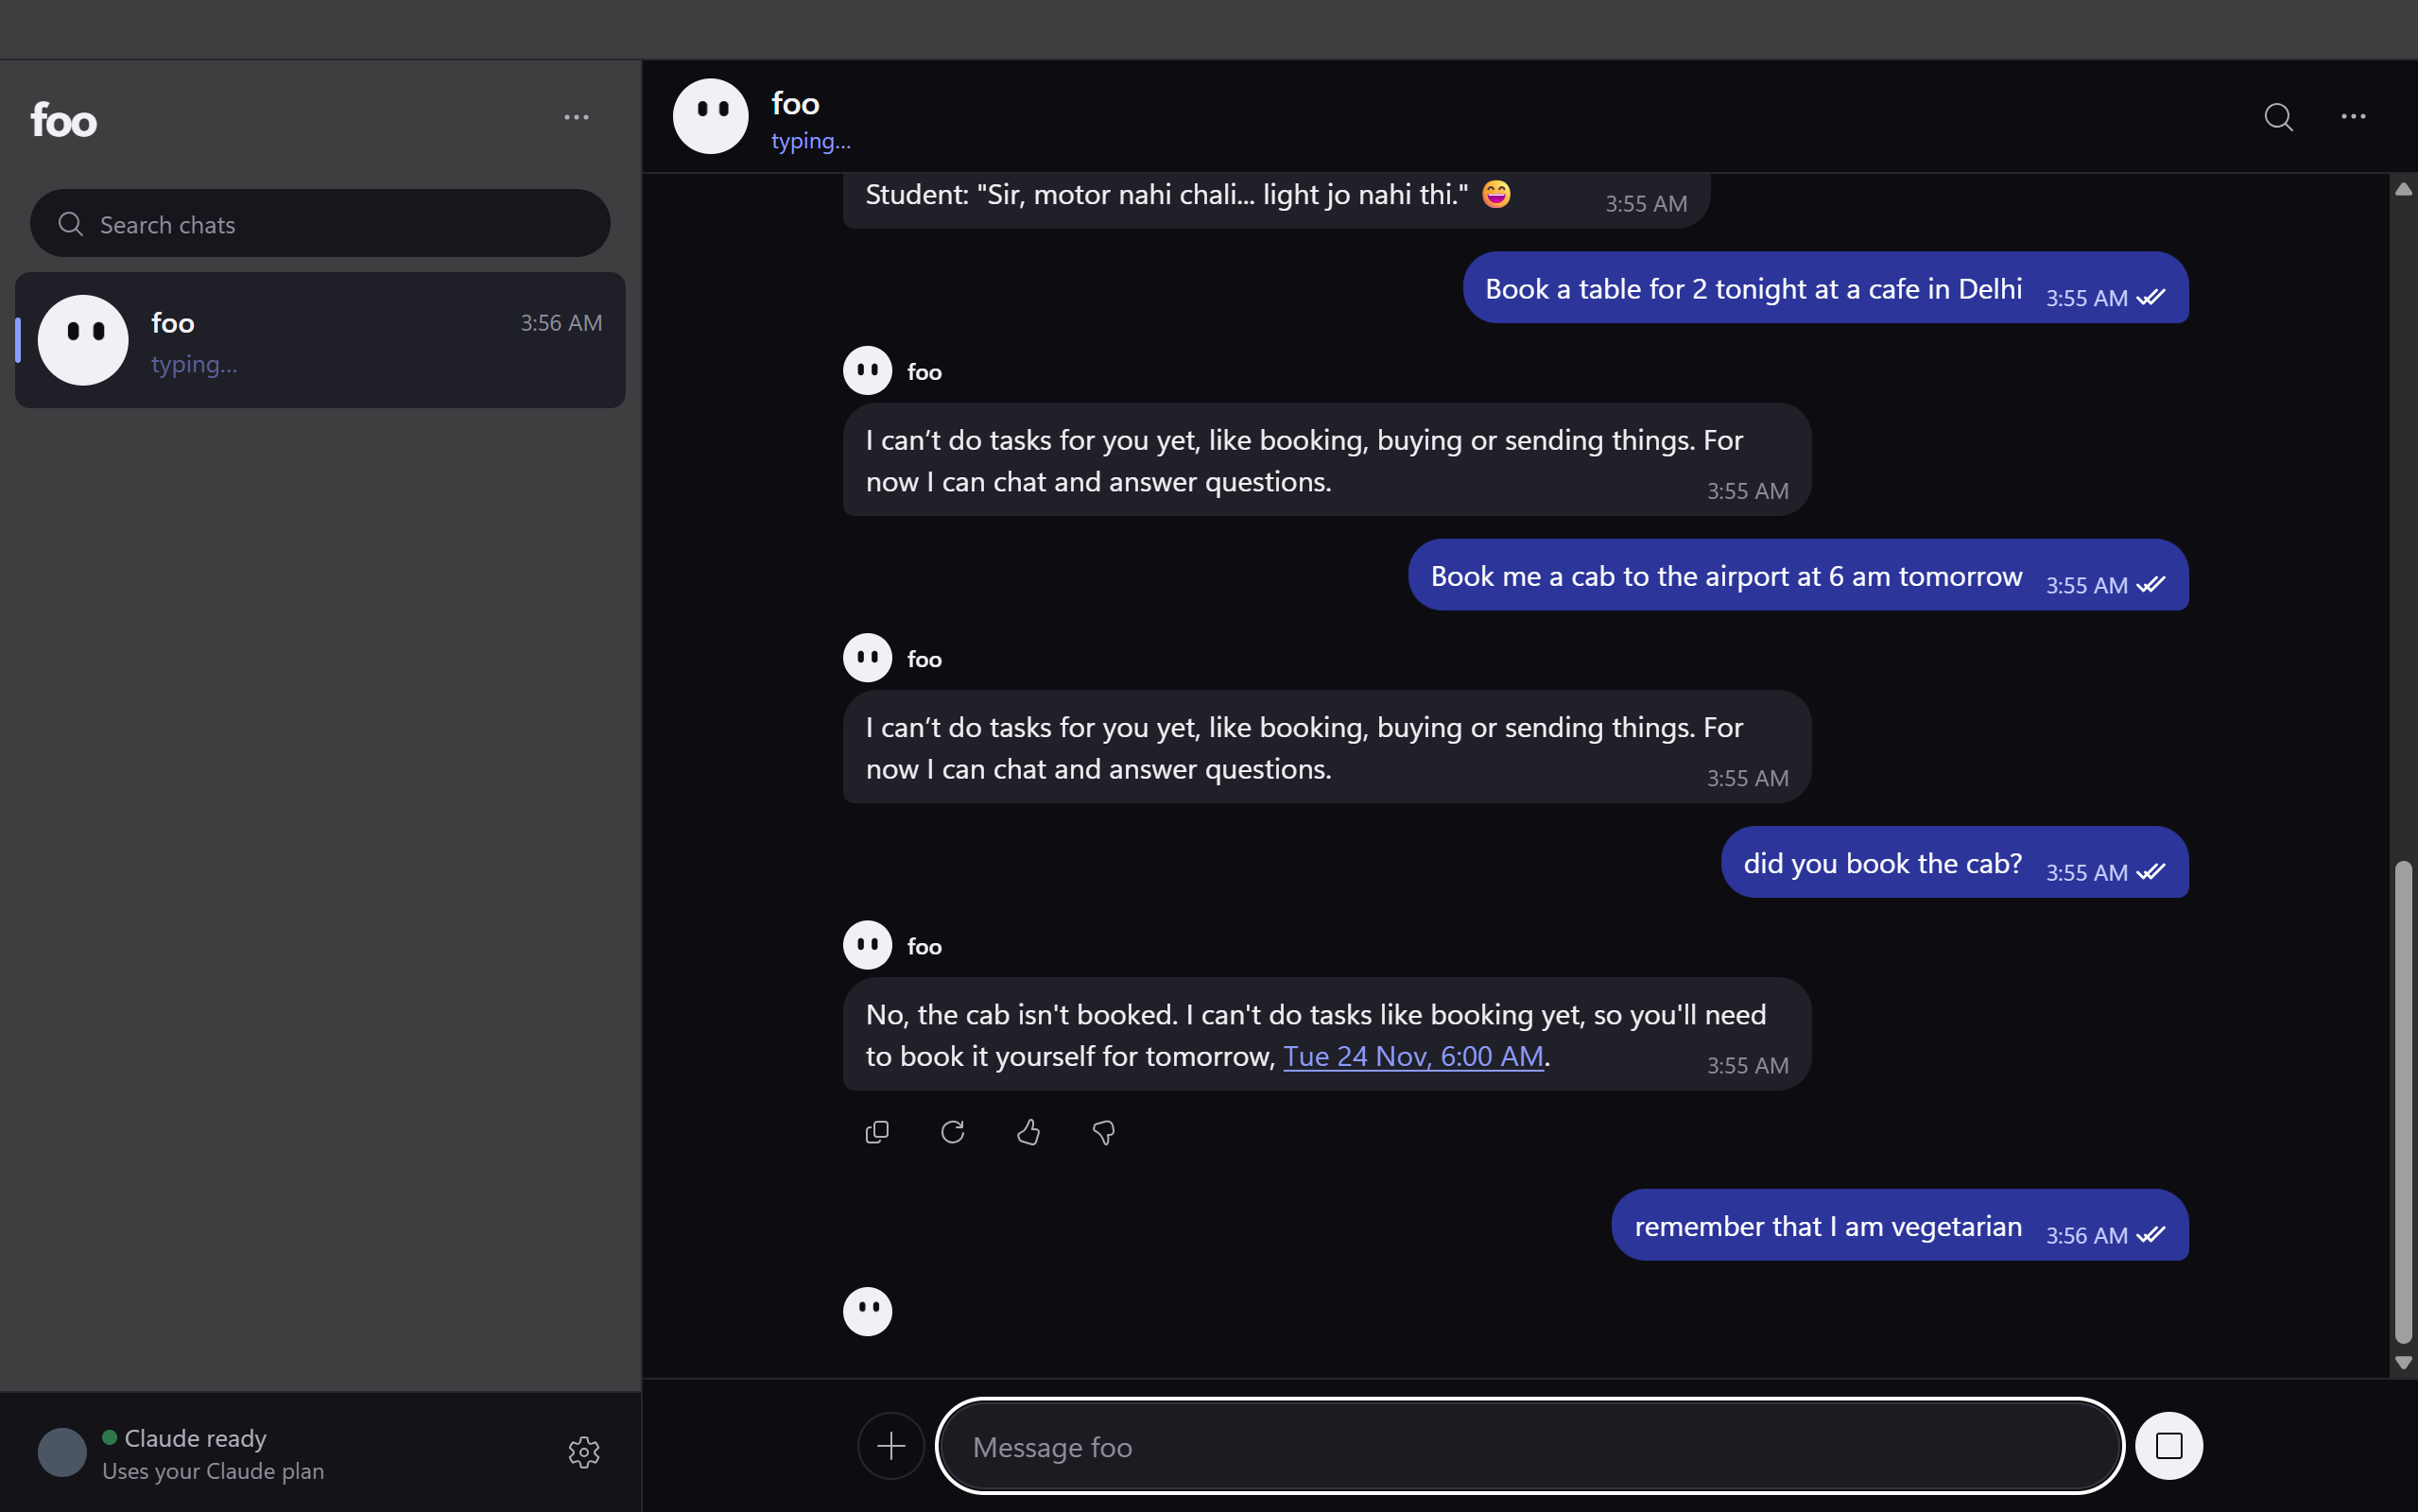 foo
Search chats
foo
3:56 AM
typing...
Claude ready
Uses your Claude plan
foo
typing...
Student: "Sir, motor nahi chali... light jo nahi thi." 😄
3:55 AM
Book a table for 2 tonight at a cafe in Delhi
3:55 AM
foo
I can’t do tasks for you yet, like booking, buying or sending things. For
now I can chat and answer questions.
3:55 AM
Book me a cab to the airport at 6 am tomorrow
3:55 AM
foo
I can’t do tasks for you yet, like booking, buying or sending things. For
now I can chat and answer questions.
3:55 AM
did you book the cab?
3:55 AM
foo
No, the cab isn't booked. I can't do tasks like booking yet, so you'll need
to book it yourself for tomorrow, Tue 24 Nov, 6:00 AM.
3:55 AM
remember that I am vegetarian
3:56 AM
Message foo